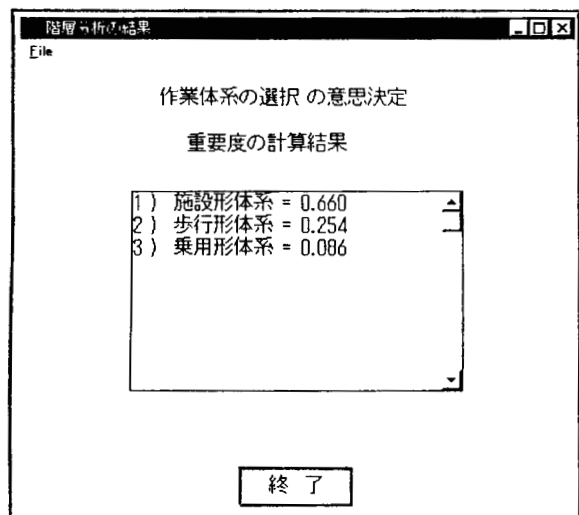 階層分析の結果
File
作業体系の選択 の意思決定
重要度の計算結果
1 ) 施設形体系 = 0.660
2 ) 歩行形体系 = 0.254
3 ) 乗用形体系 = 0.086
終 了